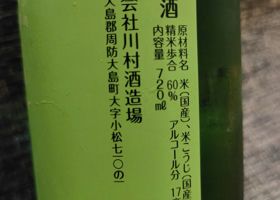 酒
原材料名 米(国産)、米こうじ(国産
精米歩合 60% アルコール分 17
内容量 720㎖
会社川村酒造場
大島郡周防大島町大字小松七一〇の一